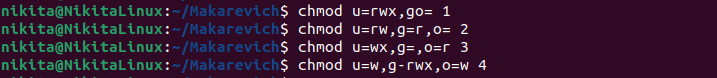 nikita@NikitaLinux:~/Makarevich$ chmod u=rwx,go= 1
nikita@NikitaLinux:~/Makarevich$ chmod u=rw,g=r,o= 2
nikita@NikitaLinux:~/Makarevich$ chmod u=wx,g=,o=r 3
nikita@NikitaLinux:~/Makarevich$ chmod u=w,g-rwx,o=w 4